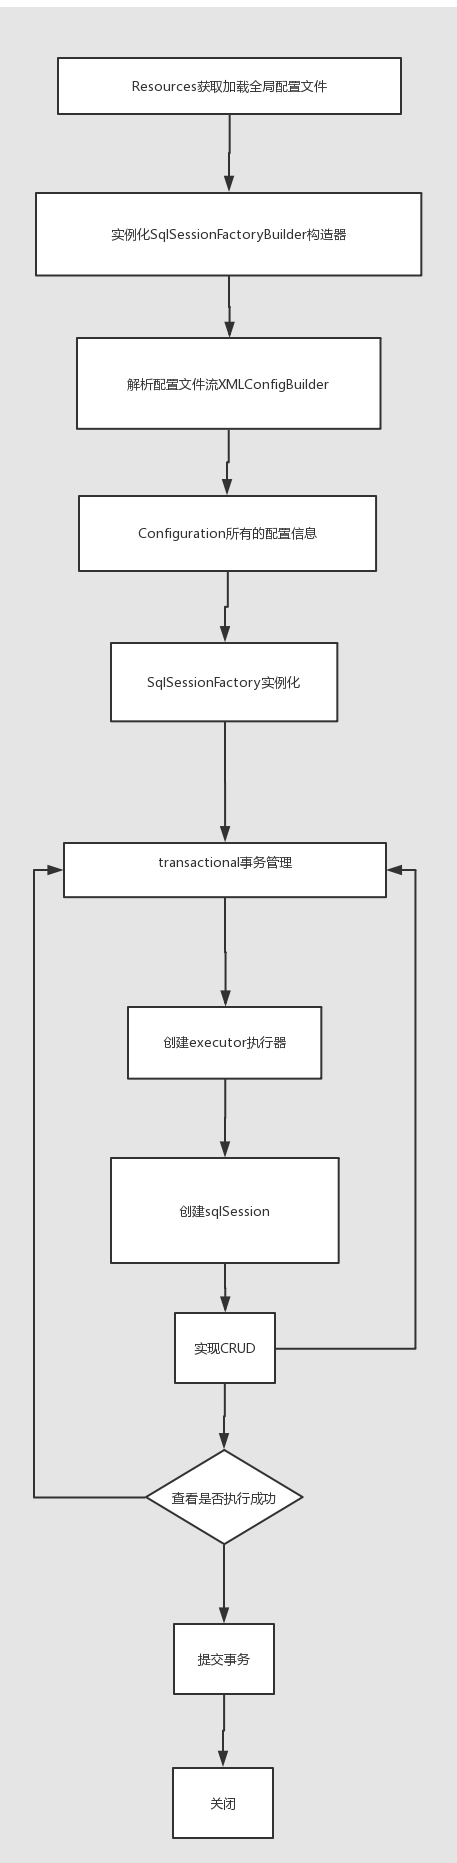 Resources获取加载全局配置文件
实例化SqlSessionFactoryBuilder构造器
解析配置文件流XMLConfigBuilder
Configuration所有的配置信息
SqlSessionFactory实例化
transactional事务管理
创建executor执行器
创建sqlSession
实现CRUD
查看是否执行成功
提交事务
关闭